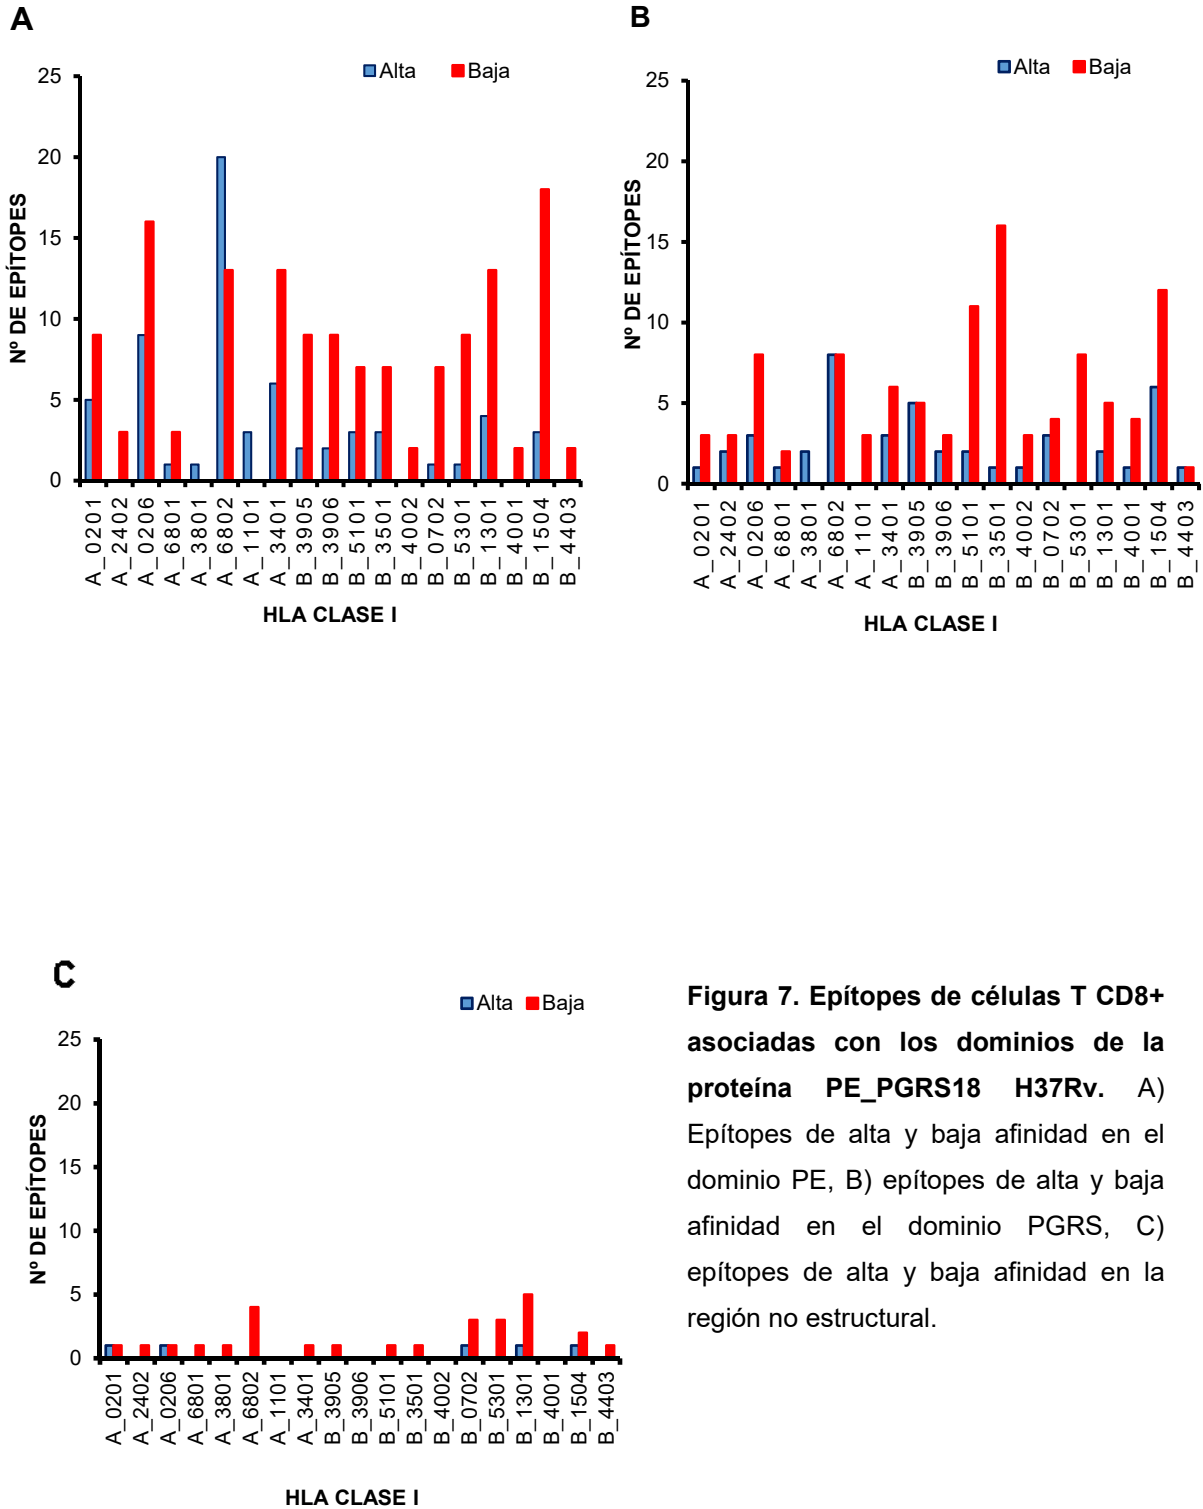 A
Alta Baja
25
20
15
10
5
0
Nº DE EPÍTOPES
A_0201
A_2402
A_0206
A_6801
A_3801
A_6802
A_1101
A_3401
B_3905
B_3906
B_5101
B_3501
B_4002
B_0702
B_5301
B_1301
B_4001
B_1504
B_4403
HLA CLASE I
B
Alta Baja
25
20
15
10
5
0
Nº DE EPÍTOPES
A_0201
A_2402
A_0206
A_6801
A_3801
A_6802
A_1101
A_3401
B_3905
B_3906
B_5101
B_3501
B_4002
B_0702
B_5301
B_1301
B_4001
B_1504
B_4403
HLA CLASE I
C
Alta Baja
25
20
15
10
5
0
Nº DE EPÍTOPES
A_0201
A_2402
A_0206
A_6801
A_3801
A_6802
A_1101
A_3401
B_3905
B_3906
B_5101
B_3501
B_4002
B_0702
B_5301
B_1301
B_4001
B_1504
B_4403
HLA CLASE I
Figura 7. Epítopes de células T CD8+
asociadas con los dominios de la
proteína PE_PGRS18 H37Rv. A)
Epítopes de alta y baja afinidad en el
dominio PE, B) epítopes de alta y baja
afinidad en el dominio PGRS, C)
epítopes de alta y baja afinidad en la
región no estructural.